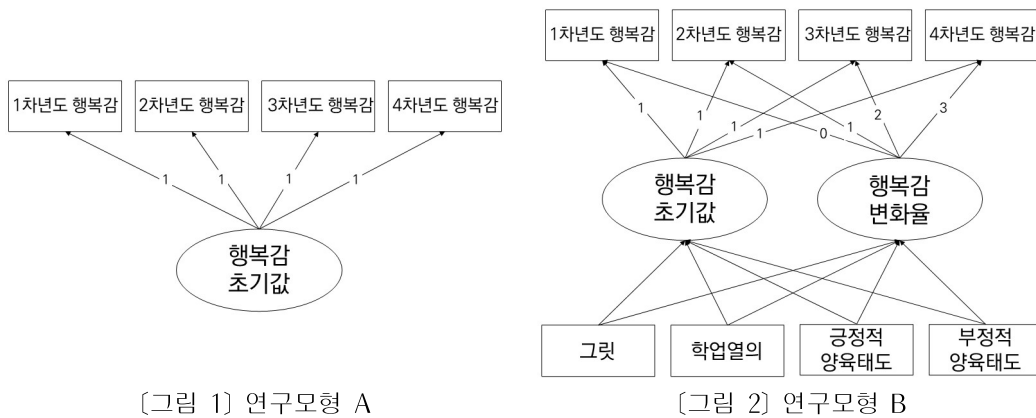 1차년도 행복감 2차년도 행복감 3차년도 행복감 4차년도 행복감
1 1 1 1
행복감
초기값
[그림 1] 연구모형 A
1차년도 행복감 2차년도 행복감 3차년도 행복감 4차년도 행복감
1 1 1 1 0 1 2 3
행복감
초기값
행복감
변화율
그릿
학업열의
긍정적
양육태도
부정적
양육태도
[그림 2] 연구모형 B